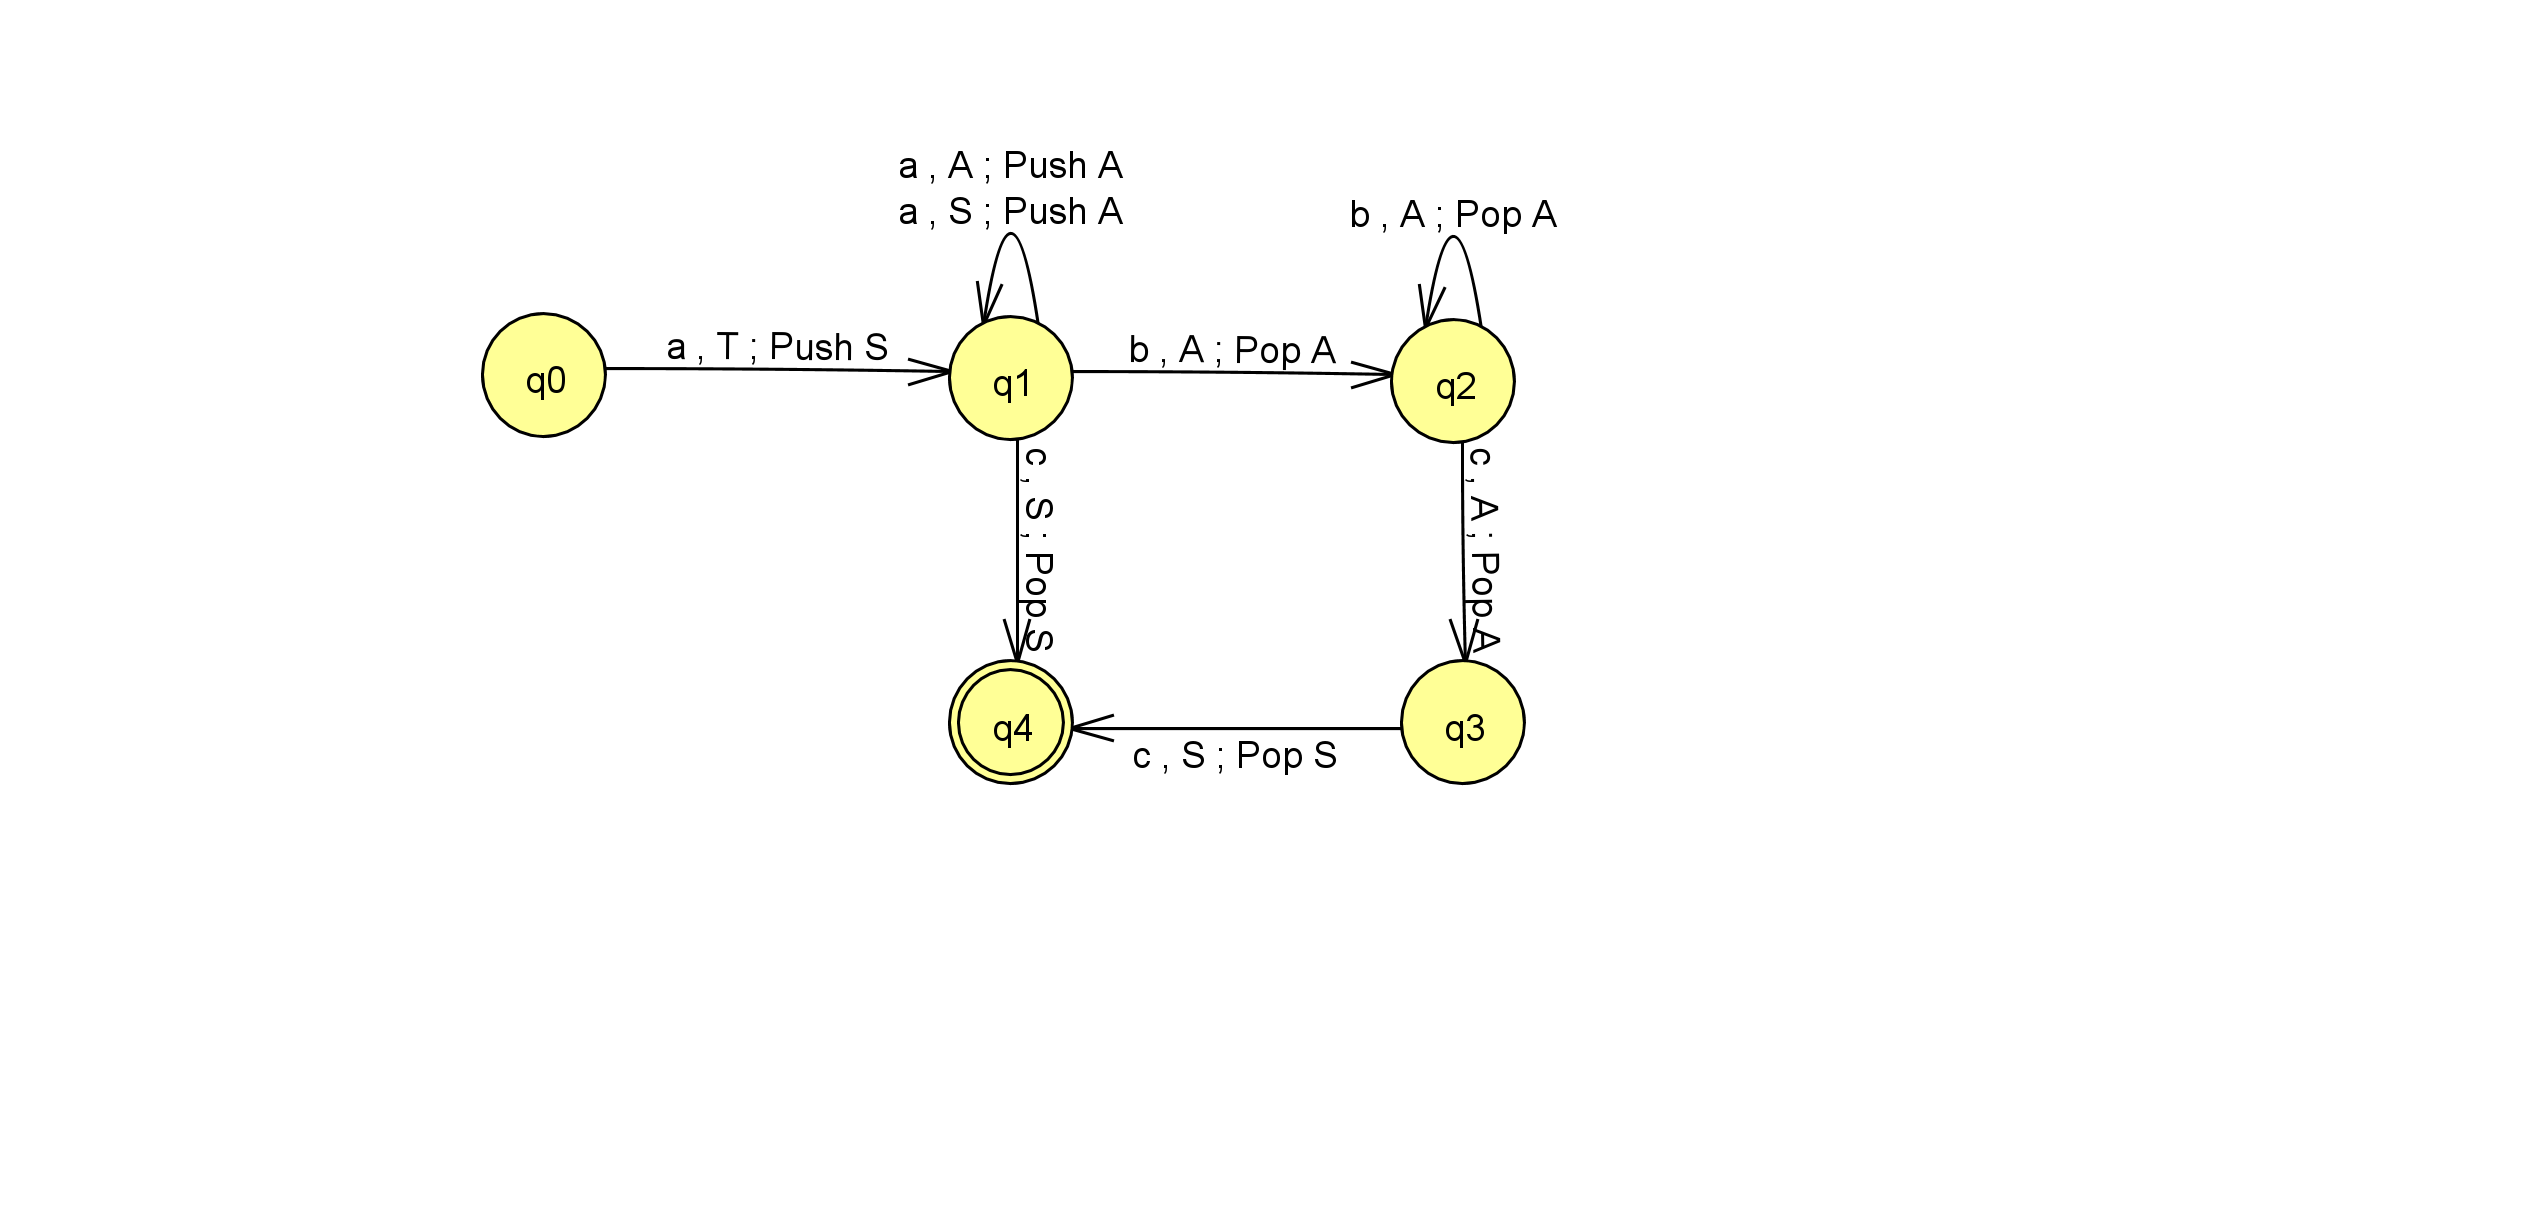 a , A ; Push A
a , S ; Push A
b , A ; Pop A
a , T ; Push S
b , A ; Pop A
q0
q1
q2
c , S ; Pop S
c , A ; Pop A
q4
q3
c , S ; Pop S